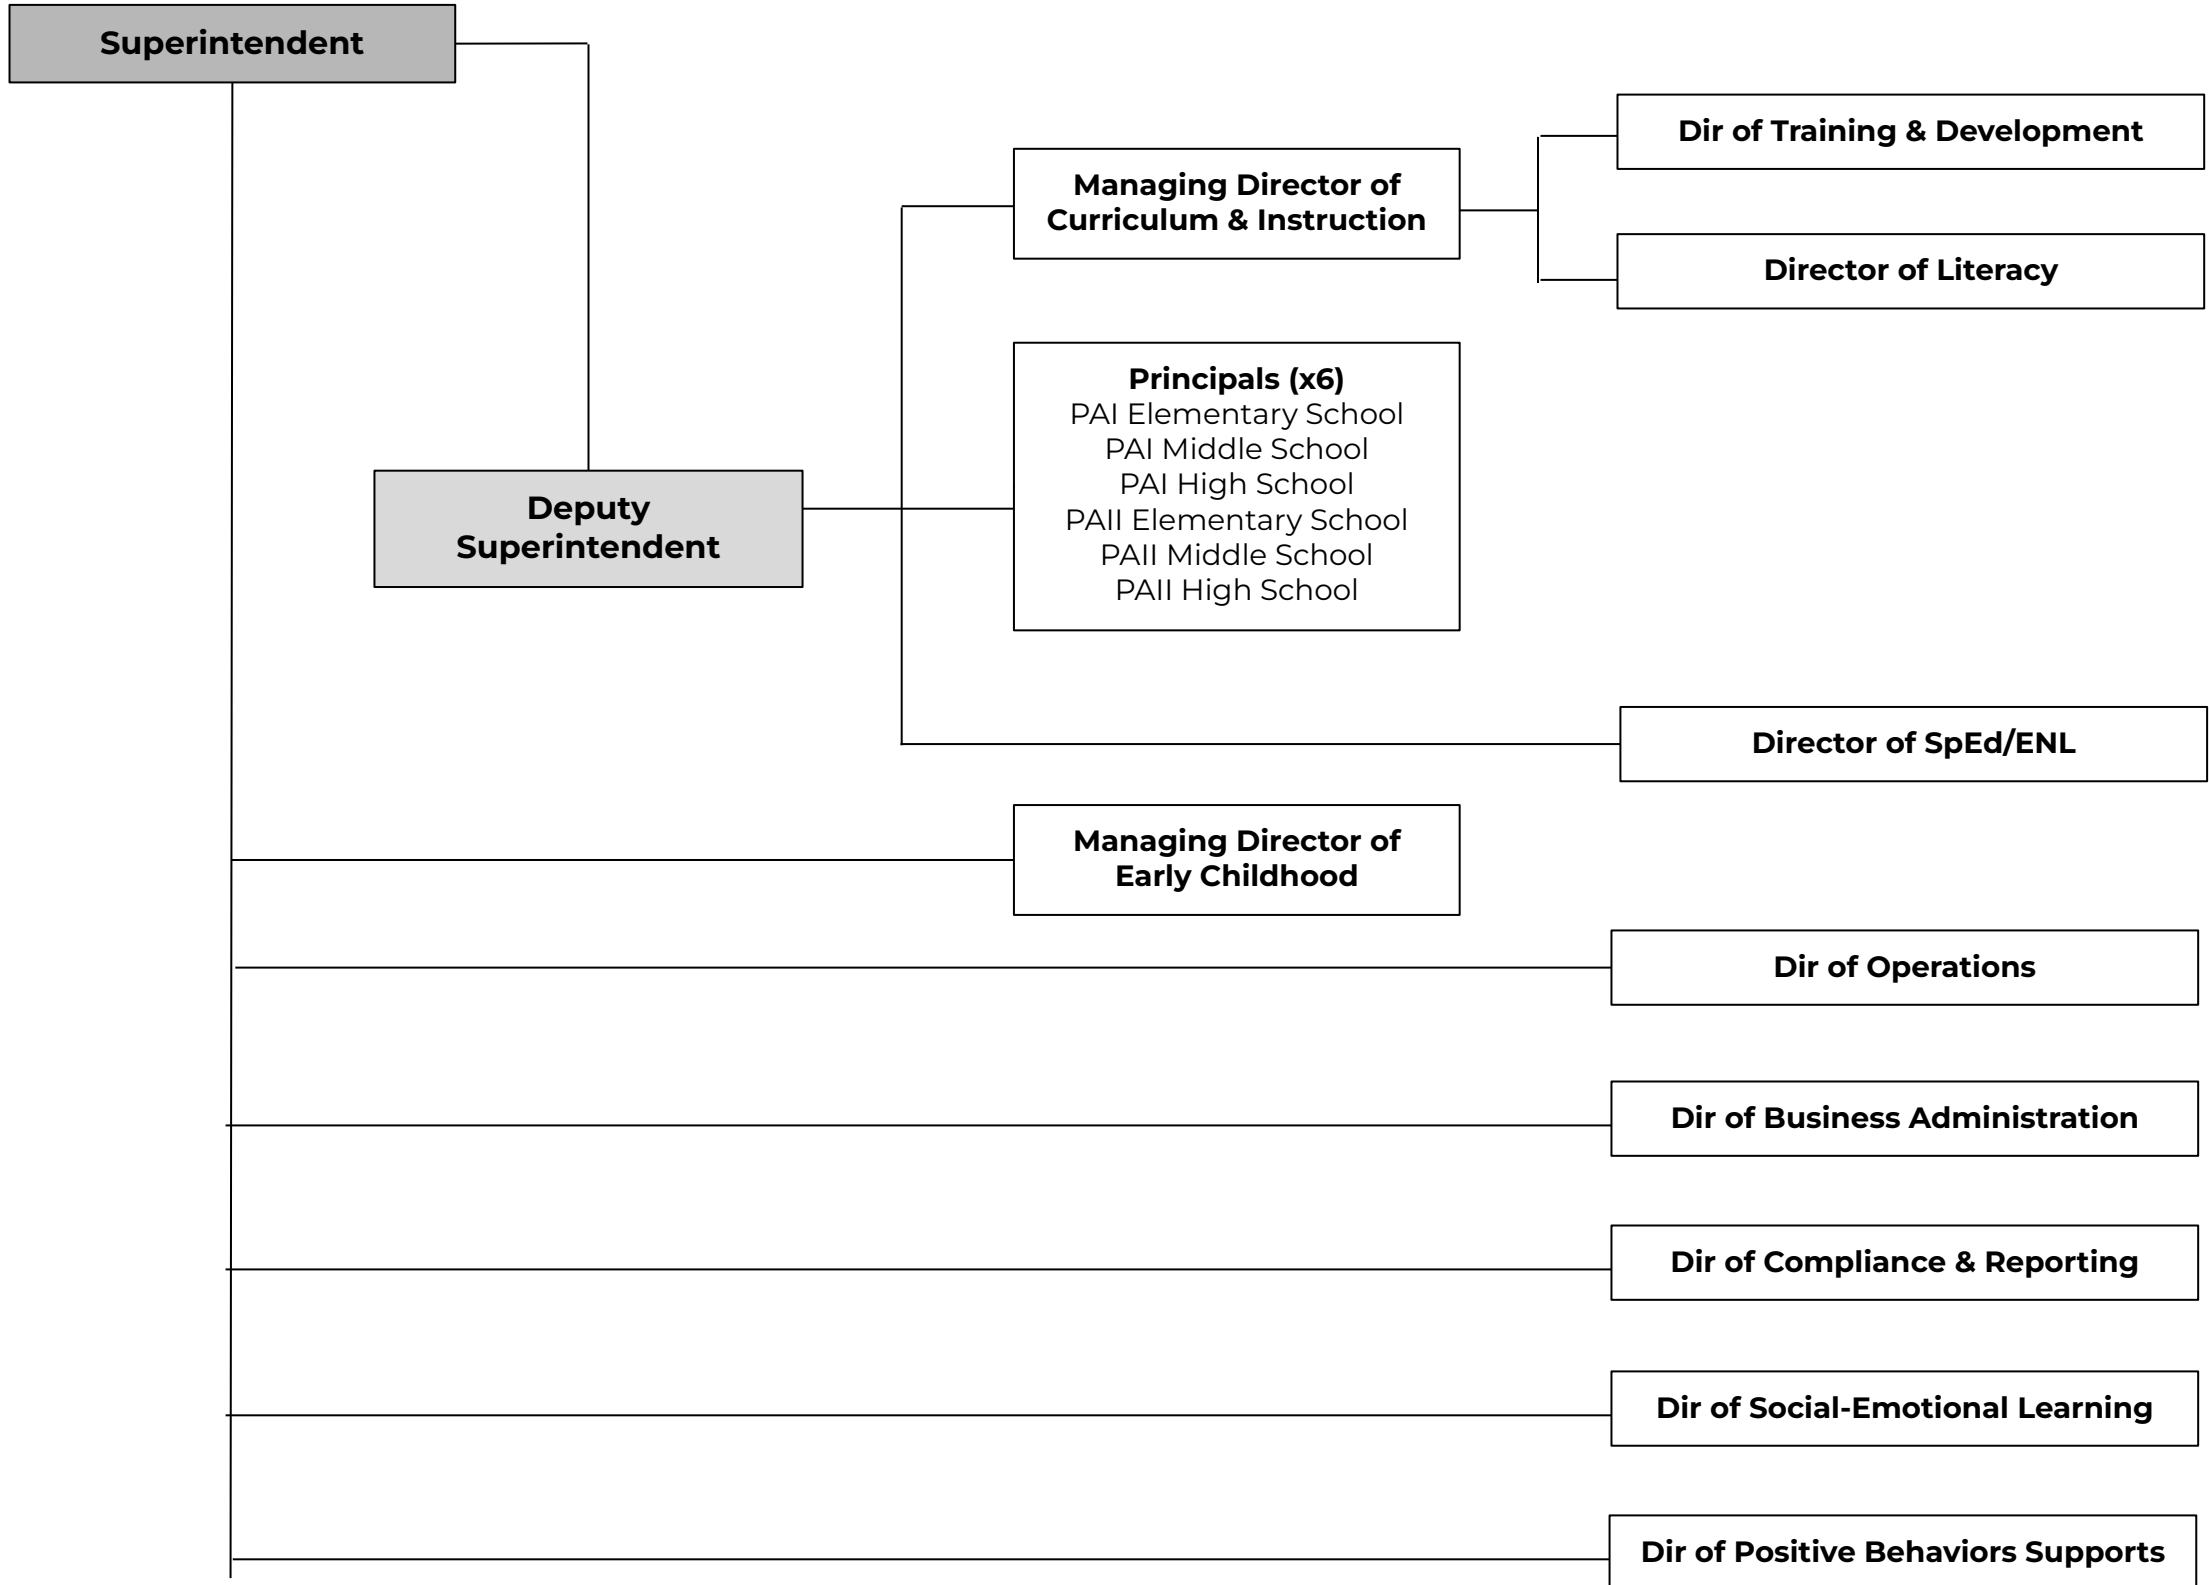 Superintendent
Dir of Training & Development
Managing Director of
Curriculum & Instruction
Director of Literacy
Principals (x6)
PAI Elementary School
PAI Middle School
PAI High School
PAII Elementary School
PAII Middle School
PAII High School
Deputy
Superintendent
Director of SpEd/ENL
Managing Director of
Early Childhood
Dir of Operations
Dir of Business Administration
Dir of Compliance & Reporting
Dir of Social-Emotional Learning
Dir of Positive Behaviors Supports